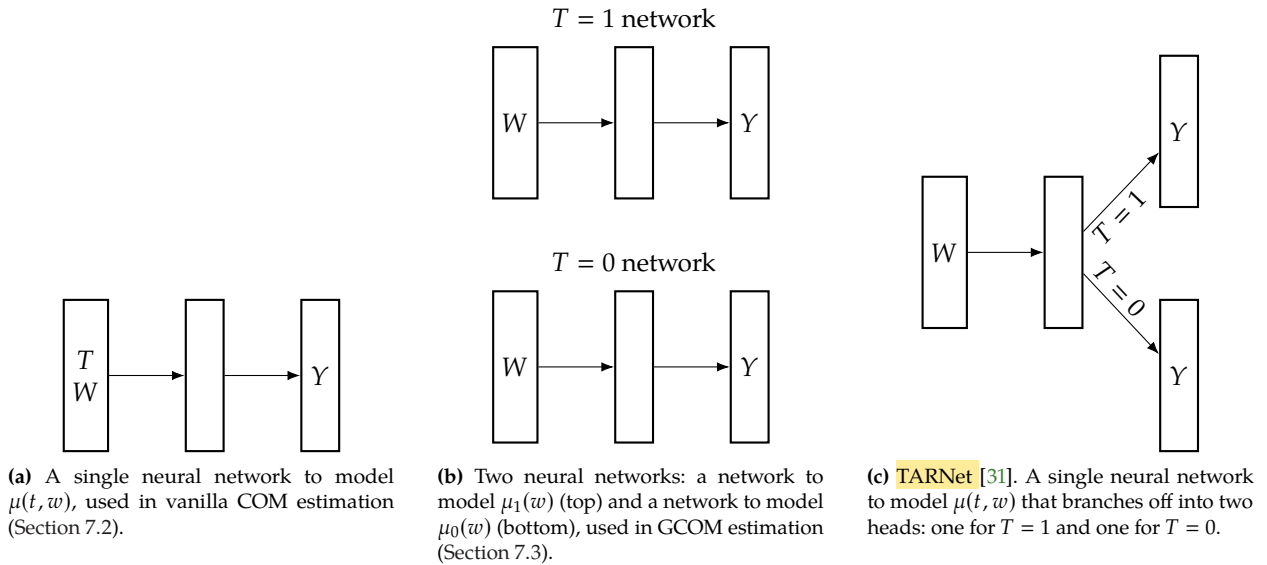 T
W
Y
(a) A single neural network to model
μ(t, w), used in vanilla COM estimation
(Section 7.2).
T = 1 network
W
Y
T = 0 network
W
Y
(b) Two neural networks: a network to
model μ₁(w) (top) and a network to model
μ₀(w) (bottom), used in GCOM estimation
(Section 7.3).
W
T = 1
Y
T = 0
Y
(c) TARNet [31]. A single neural network
to model μ(t, w) that branches off into two
heads: one for T = 1 and one for T = 0.